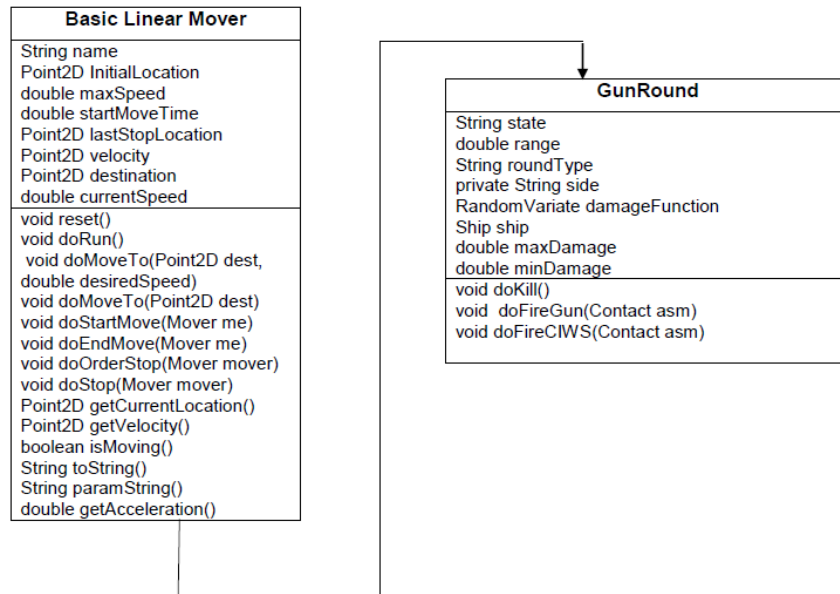 Basic Linear Mover
String name
Point2D InitialLocation
double maxSpeed
double startMoveTime
Point2D lastStopLocation
Point2D velocity
Point2D destination
double currentSpeed
void reset()
void doRun()
void doMoveTo(Point2D dest,
double desiredSpeed)
void doMoveTo(Point2D dest)
void doStartMove(Mover me)
void doEndMove(Mover me)
void doOrderStop(Mover mover)
void doStop(Mover mover)
Point2D getCurrentLocation()
Point2D getVelocity()
boolean isMoving()
String toString()
String paramString()
double getAcceleration()
GunRound
String state
double range
String roundType
private String side
RandomVariate damageFunction
Ship ship
double maxDamage
double minDamage
void doKill()
void doFireGun(Contact asm)
void doFireCIWS(Contact asm)